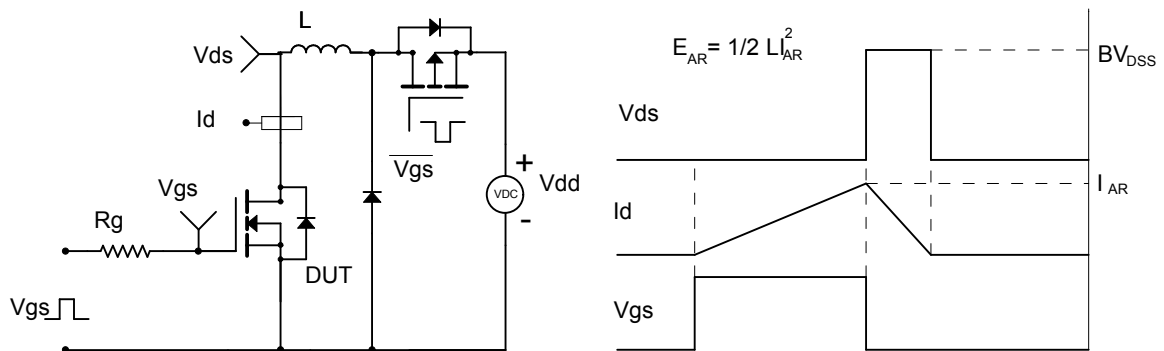 L
Vds
Id
Vgs
Rg
DUT
Vgs
Vgs
+
VDC
-
Vdd
E_AR= 1/2 LI_AR^2
Vds
BV_DSS
Id
I_AR
Vgs